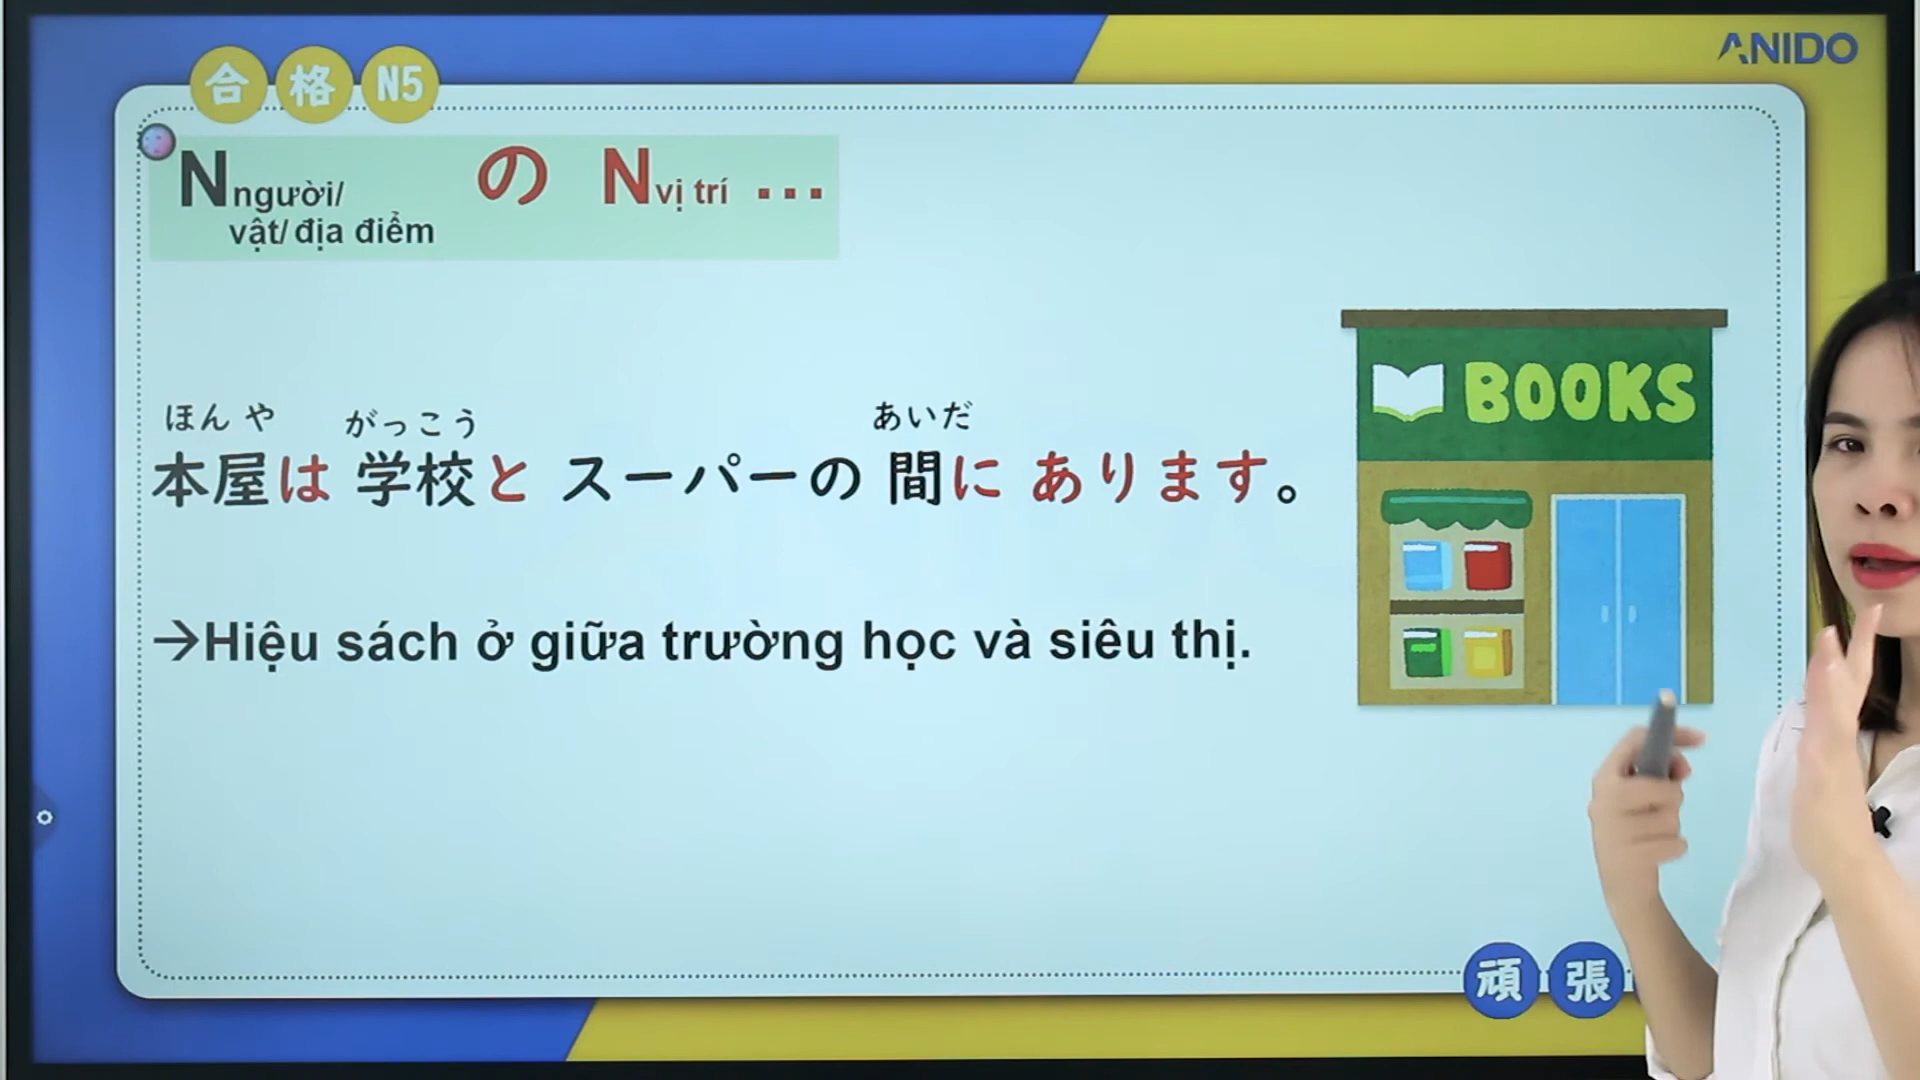 ANIDO
合格 N5
Nngười/ の Nvị trí ...
vật/ địa điểm
BOOKS
ほん や がっこう あいだ
本屋は 学校と スーパーの 間に あります。
→Hiệu sách ở giữa trường học và siêu thị.
頑張